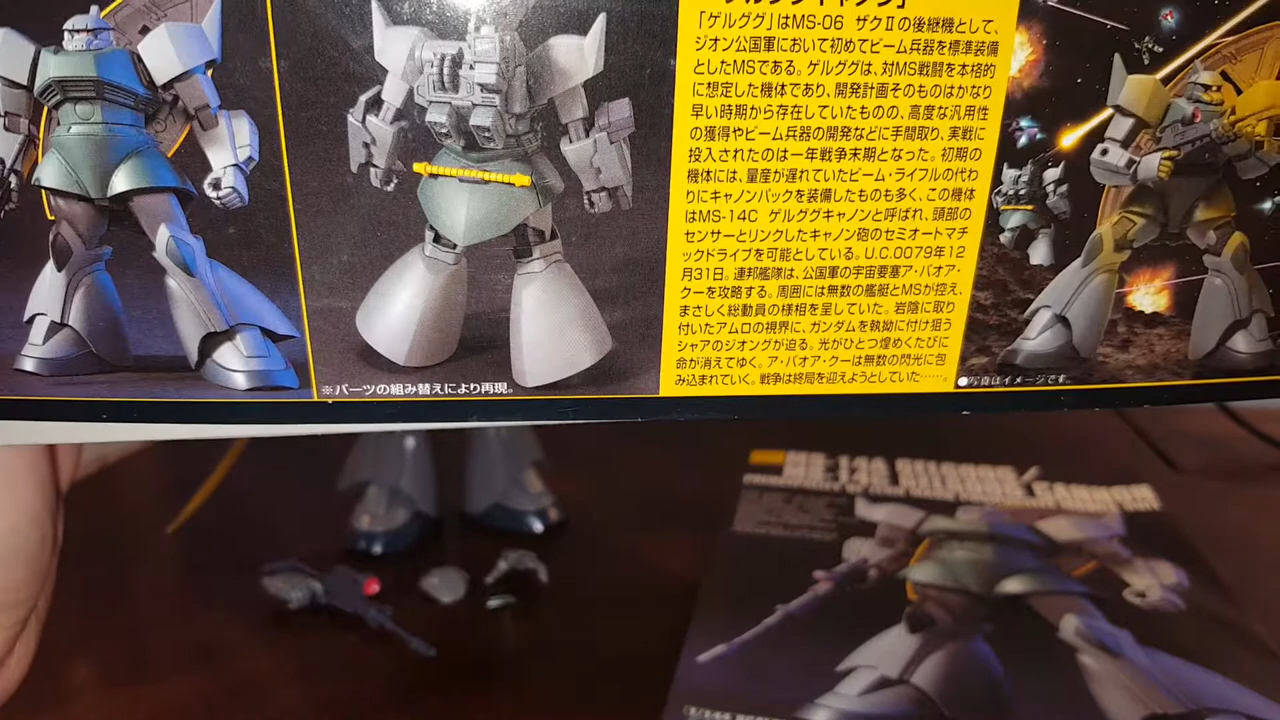 「ゲルググ」はMS-06 ザクⅡの後継機として、
ジオン公国軍において初めてビーム兵器を標準装備
としたMSである。ゲルググは、対MS戦闘を本格的
に想定した機体であり、開発計画そのものはかなり
早い時期から存在していたものの、高度な汎用性
の獲得やビーム兵器の開発などに手間取り、実戦に
投入されたのは一年戦争末期となった。初期の
機体には、量産が遅れていたビーム・ライフルの代わ
りにキャノンパックを装備したものも多く、この機体
はMS-14C ゲルググキャノンと呼ばれ、頭部の
センサーとリンクしたキャノン砲のセミオートマチ
ックドライブを可能としている。U.C.0079年12
月31日。連邦艦隊は、公国軍の宇宙要塞ア・バオア・
クーを攻略する。周囲には無数の艦艇とMSが控え、
まさしく総動員の様相を呈していた。岩陰に取り
付いたアムロの視界に、ガンダムを執拗に付け狙う
シャアのジオングが迫る。光がひとつ煌めくたびに
命が消えてゆく。ア・バオア・クーは無数の閃光に包
み込まれていく。戦争は終局を迎えようとしていた……。
※パーツの組み替えにより再現。
●写真はイメージです。